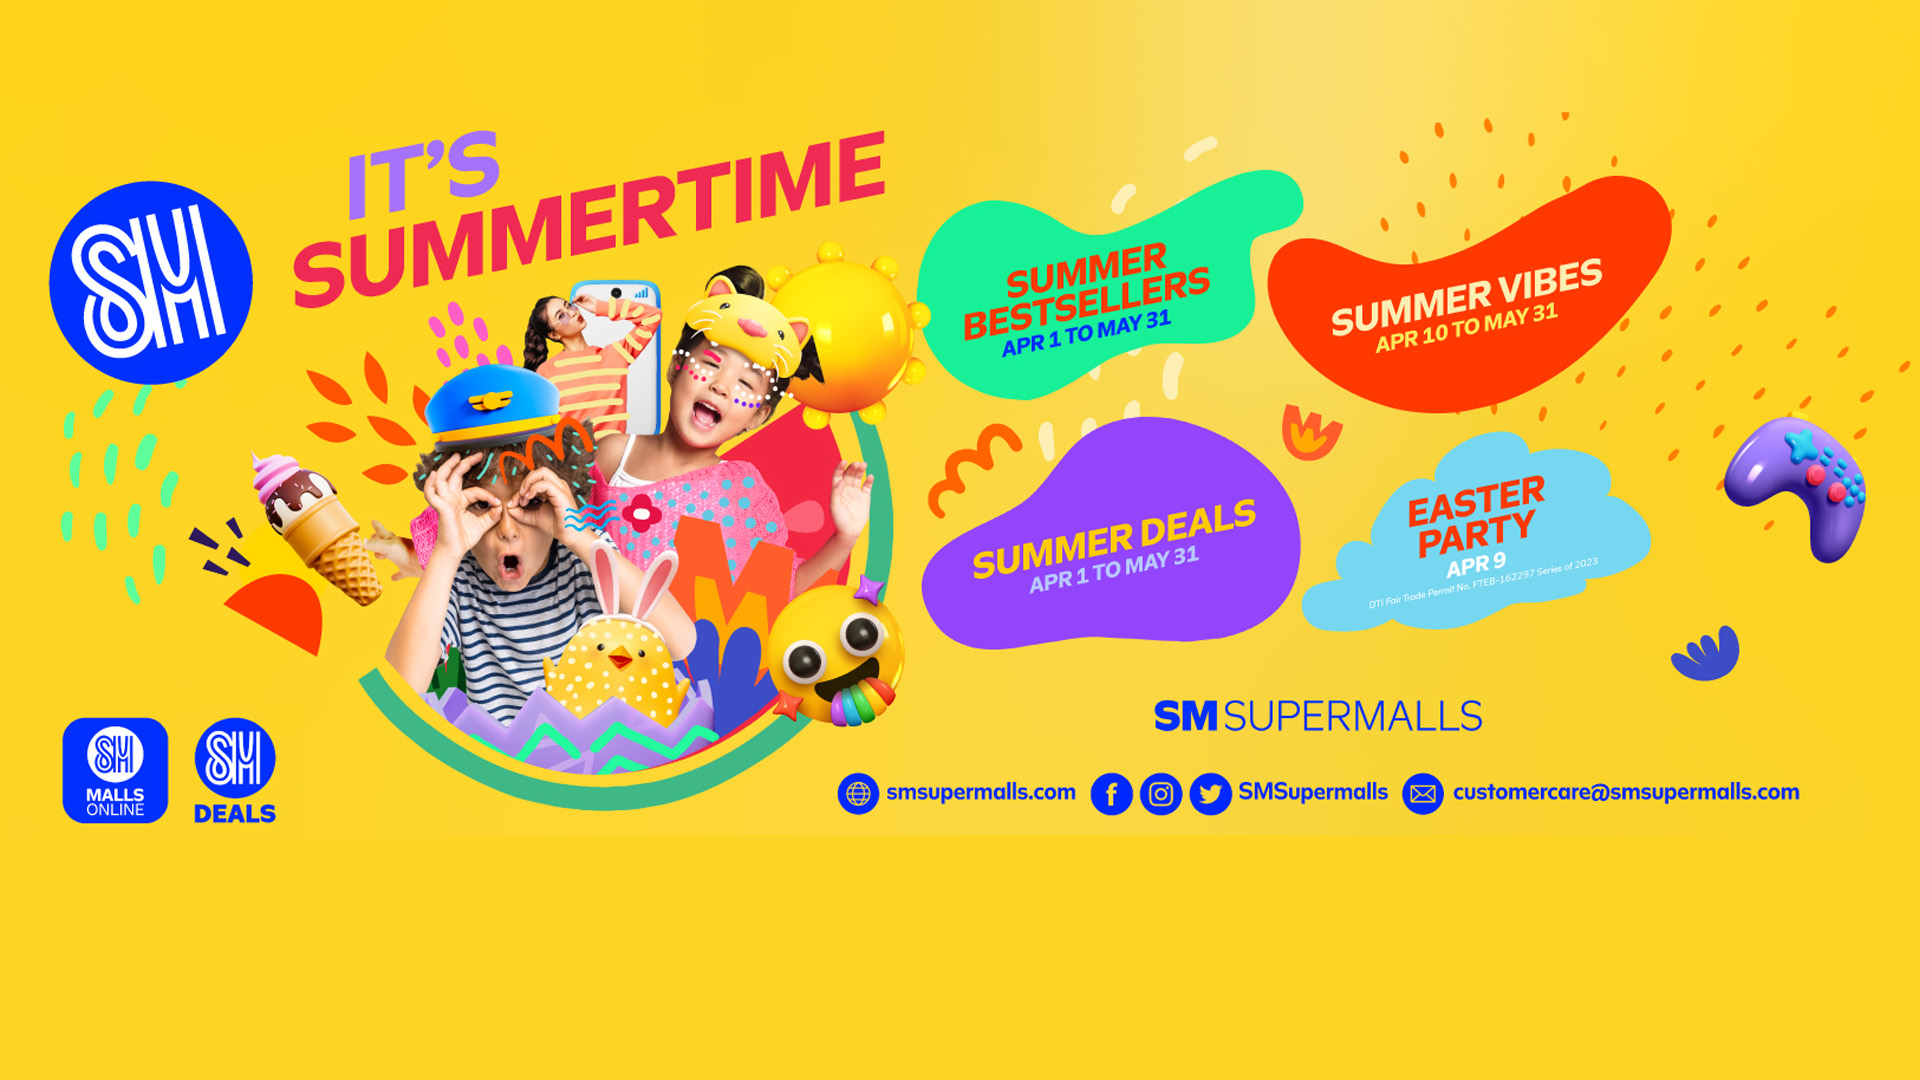 SM
IT'S
SUMMERTIME
SUMMER
BESTSELLERS
APR 1 TO MAY 31
SUMMER VIBES
APR 10 TO MAY 31
SUMMER DEALS
APR 1 TO MAY 31
EASTER
PARTY
APR 9
DTI Fair Trade Permit No. FTEB-162297 Series of 2023
SM SUPERMALLS
SM
MALLS
ONLINE
SM
DEALS
smsupermalls.com
SMSupermalls
customercare@smsupermalls.com